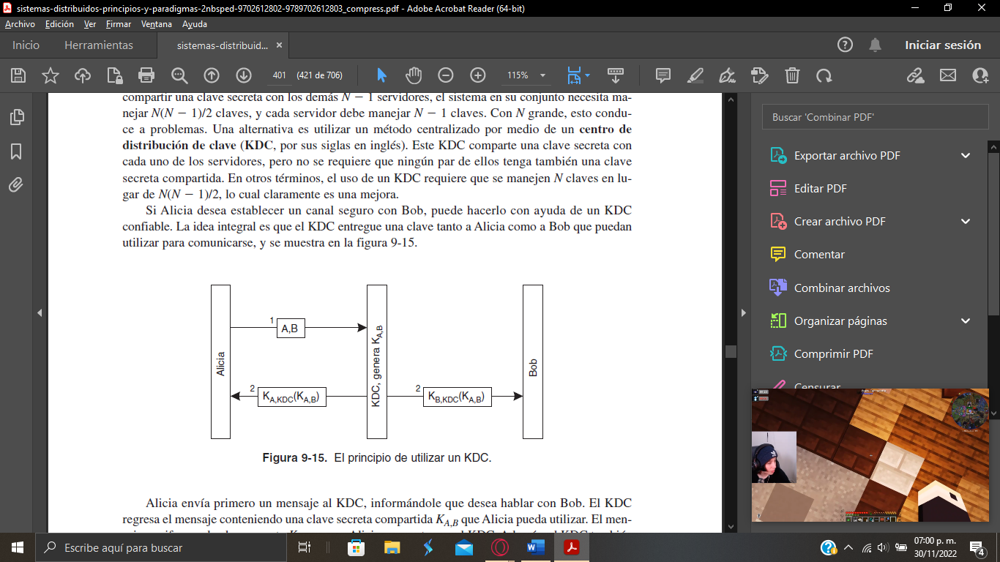 sistemas-distribuidos-principios-y-paradigmas-2nbsped-9702612802-9789702612803_compress.pdf - Adobe Acrobat Reader (64-bit)
Archivo Edición Ver Firmar Ventana Ayuda
Inicio Herramientas sistemas-distribuid... × Iniciar sesión
401 (421 de 706) 115%
compartir una clave secreta con los demás N − 1 servidores, el sistema en su conjunto necesita ma-
nejar N(N − 1)/2 claves, y cada servidor debe manejar N − 1 claves. Con N grande, esto condu-
ce a problemas. Una alternativa es utilizar un método centralizado por medio de un centro de
distribución de clave (KDC, por sus siglas en inglés). Este KDC comparte una clave secreta con
cada uno de los servidores, pero no se requiere que ningún par de ellos tenga también una clave
secreta compartida. En otros términos, el uso de un KDC requiere que se manejen N claves en lu-
gar de N(N − 1)/2, lo cual claramente es una mejora.
Si Alicia desea establecer un canal seguro con Bob, puede hacerlo con ayuda de un KDC
confiable. La idea integral es que el KDC entregue una clave tanto a Alicia como a Bob que puedan
utilizar para comunicarse, y se muestra en la figura 9-15.
Alicia
1
A,B
2
KA,KDC(KA,B)
KDC, genera KA,B
2
KB,KDC(KA,B)
Bob
Figura 9-15. El principio de utilizar un KDC.
Alicia envía primero un mensaje al KDC, informándole que desea hablar con Bob. El KDC
regresa el mensaje conteniendo una clave secreta compartida KA,B que Alicia pueda utilizar. El men-
Buscar 'Combinar PDF'
Exportar archivo PDF
Editar PDF
Crear archivo PDF
Comentar
Combinar archivos
Organizar páginas
Comprimir PDF
Censurar
Escribe aquí para buscar
07:00 p. m.
30/11/2022
4